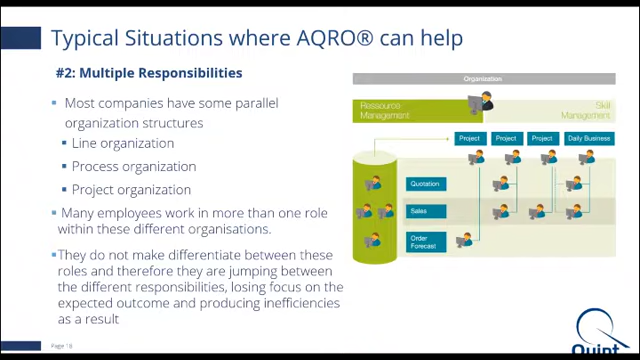 Typical Situations where AQRO® can help
#2: Multiple Responsibilities
Most companies have some parallel
organization structures
Line organization
Process organization
Project organization
Many employees work in more than one role
within these different organisations.
They do not make differentiate between these
roles and therefore they are jumping between
the different responsibilities, losing focus on
the expected outcome and producing inefficiencies
as a result
Organization
Ressource
Management
Skill
Management
Project
Project
Project
Daily Business
Quotation
Sales
Order
Forecast
Page 18
Quint